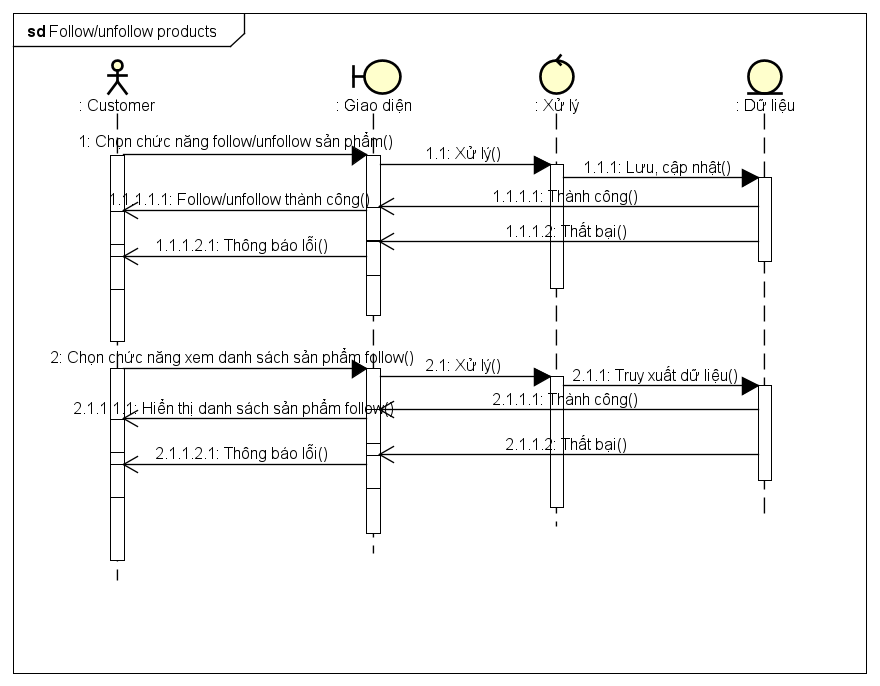 sd Follow/unfollow products
: Customer
: Giao diện
: Xử lý
: Dữ liệu
1: Chọn chức năng follow/unfollow sản phẩm()
1.1: Xử lý()
1.1.1: Lưu, cập nhật()
1.1.1.1: Thành công()
1.1.1.1.1: Follow/unfollow thành công()
1.1.1.2: Thất bại()
1.1.1.2.1: Thông báo lỗi()
2: Chọn chức năng xem danh sách sản phẩm follow()
2.1: Xử lý()
2.1.1: Truy xuất dữ liệu()
2.1.1.1: Thành công()
2.1.1.1.1: Hiển thị danh sách sản phẩm follow()
2.1.1.2: Thất bại()
2.1.1.2.1: Thông báo lỗi()